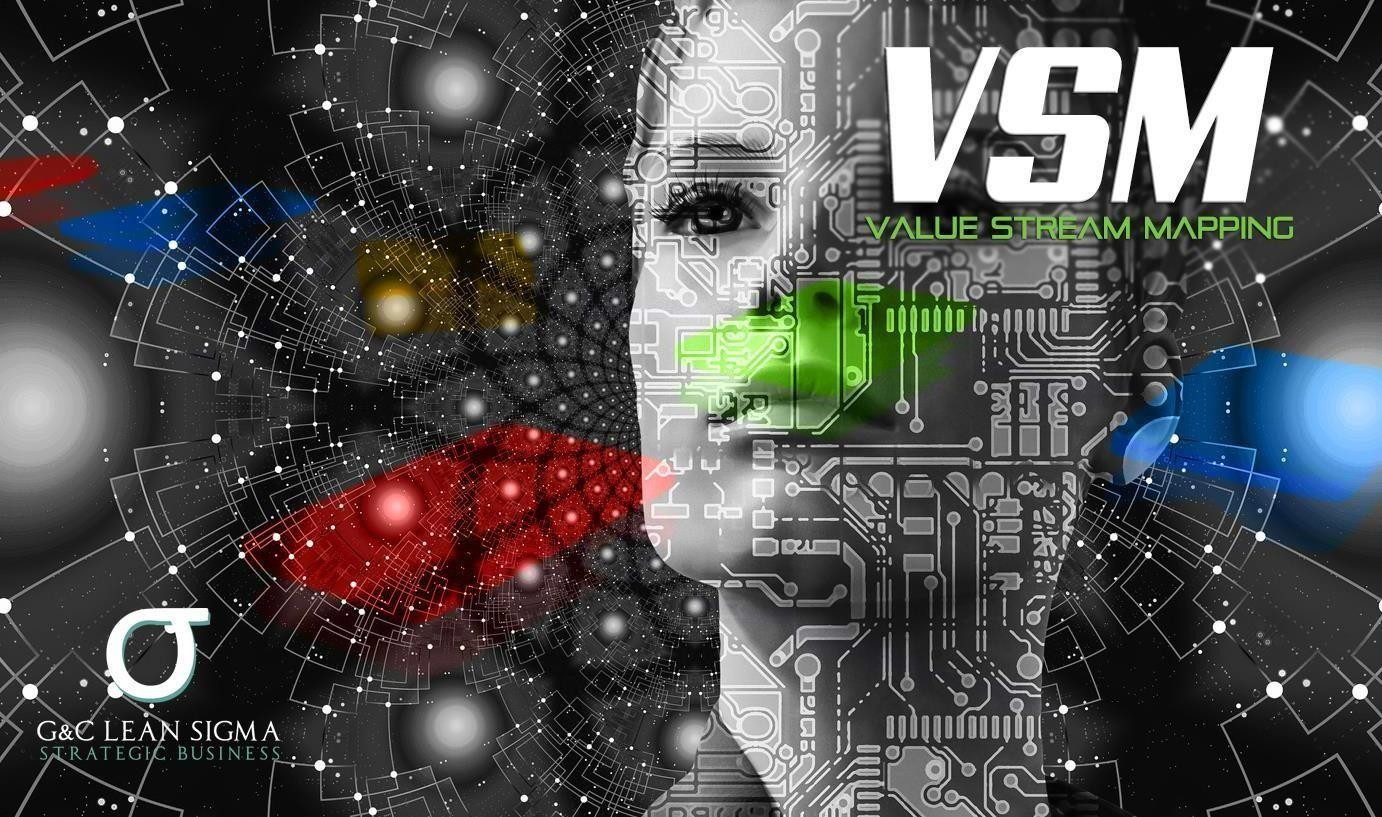 VSM
VALUE STREAM MAPPING
G&C LEAN SIGMA
STRATEGIC BUSINESS